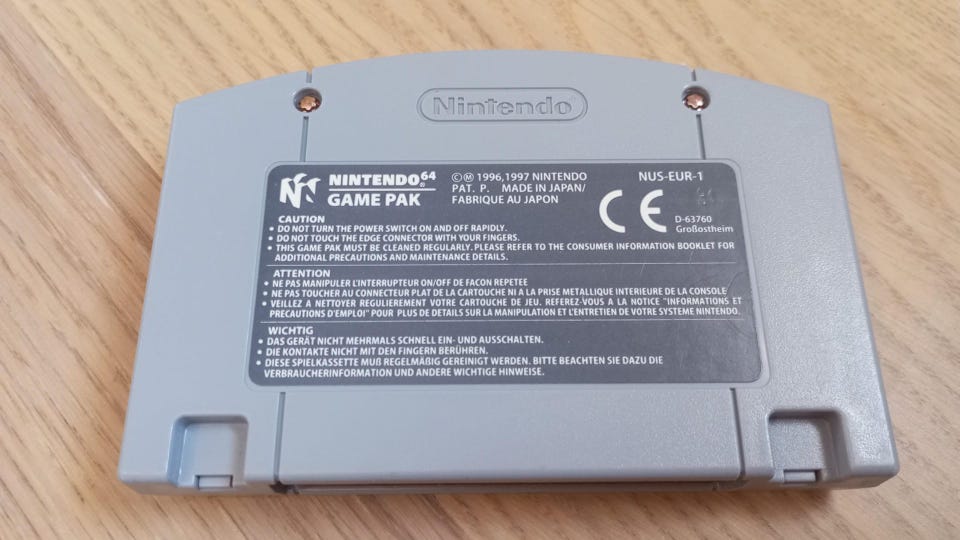 Nintendo
NINTENDO 64®
GAME PAK
©Ⓜ 1996,1997 NINTENDO
PAT. P. MADE IN JAPAN/
FABRIQUE AU JAPON
NUS-EUR-1
CE
D-63760
Großostheim
CAUTION
• DO NOT TURN THE POWER SWITCH ON AND OFF RAPIDLY.
• DO NOT TOUCH THE EDGE CONNECTOR WITH YOUR FINGERS.
• THIS GAME PAK MUST BE CLEANED REGULARLY. PLEASE REFER TO THE CONSUMER INFORMATION BOOKLET FOR
ADDITIONAL PRECAUTIONS AND MAINTENANCE DETAILS.
ATTENTION
• NE PAS MANIPULER L'INTERRUPTEUR ON/OFF DE FACON REPETEE
• NE PAS TOUCHER AU CONNECTEUR PLAT DE LA CARTOUCHE NI A LA PRISE METALLIQUE INTERIEURE DE LA CONSOLE
• VEILLEZ A NETTOYER REGULIEREMENT VOTRE CARTOUCHE DE JEU. REFEREZ-VOUS A LA NOTICE "INFORMATIONS ET
PRECAUTIONS D'EMPLOI" POUR PLUS DE DETAILS SUR LA MANIPULATION ET L'ENTRETIEN DE VOTRE SYSTEME NINTENDO.
WICHTIG
• DAS GERÄT NICHT MEHRMALS SCHNELL EIN- UND AUSSCHALTEN.
• DIE KONTAKTE NICHT MIT DEN FINGERN BERÜHREN.
• DIESE SPIELKASSETTE MUß REGELMÄßIG GEREINIGT WERDEN. BITTE BEACHTEN SIE DAZU DIE
VERBRAUCHERINFORMATION UND ANDERE WICHTIGE HINWEISE.